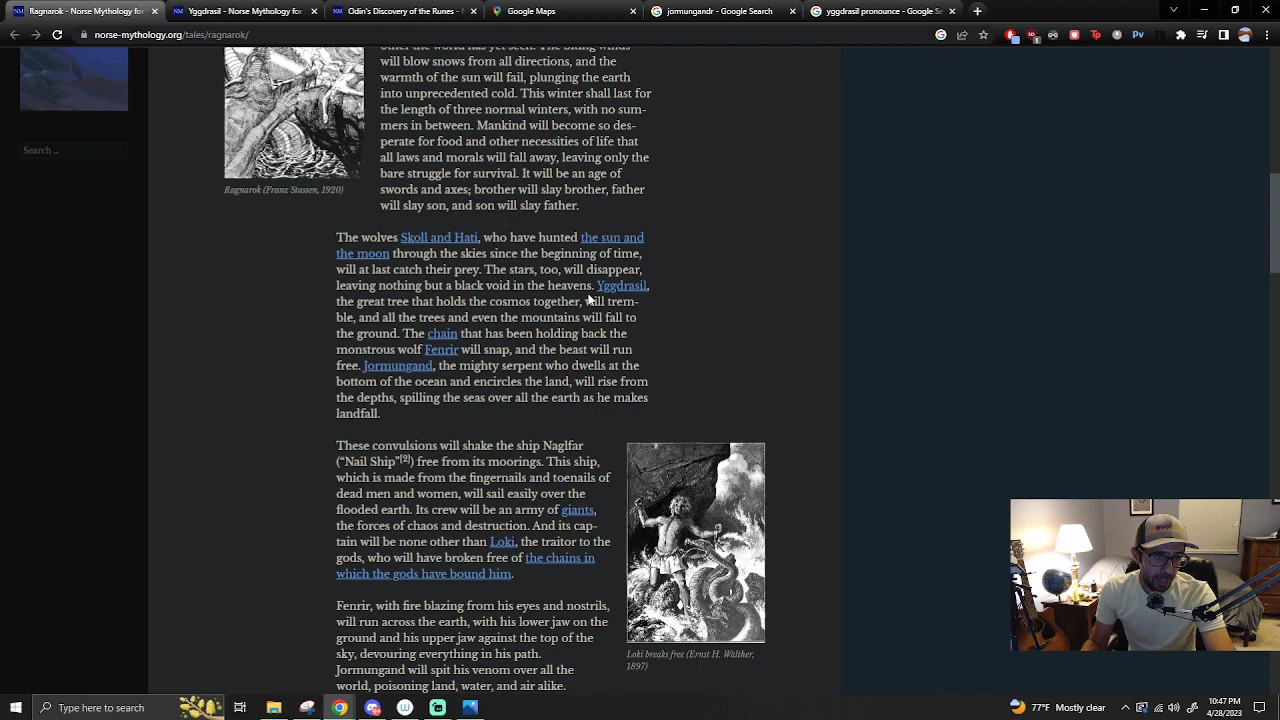 Ragnarok - Norse Mythology for
Yggdrasil - Norse Mythology for S
Odin's Discovery of the Runes - N
Google Maps
jormungandr - Google Search
yggdrasil pronounce - Google Se
norse-mythology.org/tales/ragnarok/
other the world has yet seen. The biting winds
will blow snows from all directions, and the
warmth of the sun will fail, plunging the earth
into unprecedented cold. This winter shall last for
the length of three normal winters, with no sum-
mers in between. Mankind will become so des-
perate for food and other necessities of life that
all laws and morals will fall away, leaving only the
bare struggle for survival. It will be an age of
swords and axes; brother will slay brother, father
will slay son, and son will slay father.
Search …
Ragnarok (Franz Stassen, 1920)
The wolves Skoll and Hati, who have hunted the sun and
the moon through the skies since the beginning of time,
will at last catch their prey. The stars, too, will disappear,
leaving nothing but a black void in the heavens. Yggdrasil,
the great tree that holds the cosmos together, will trem-
ble, and all the trees and even the mountains will fall to
the ground. The chain that has been holding back the
monstrous wolf Fenrir will snap, and the beast will run
free. Jormungand, the mighty serpent who dwells at the
bottom of the ocean and encircles the land, will rise from
the depths, spilling the seas over all the earth as he makes
landfall.
These convulsions will shake the ship Naglfar
(“Nail Ship”[2]) free from its moorings. This ship,
which is made from the fingernails and toenails of
dead men and women, will sail easily over the
flooded earth. Its crew will be an army of giants,
the forces of chaos and destruction. And its cap-
tain will be none other than Loki, the traitor to the
gods, who will have broken free of the chains in
which the gods have bound him.
Fenrir, with fire blazing from his eyes and nostrils,
will run across the earth, with his lower jaw on the
ground and his upper jaw against the top of the
sky, devouring everything in his path.
Jormungand will spit his venom over all the
world, poisoning land, water, and air alike.
Loki breaks free (Ernst H. Walther,
1897)
Type here to search
77°F Mostly clear
10:47 PM
4/28/2023